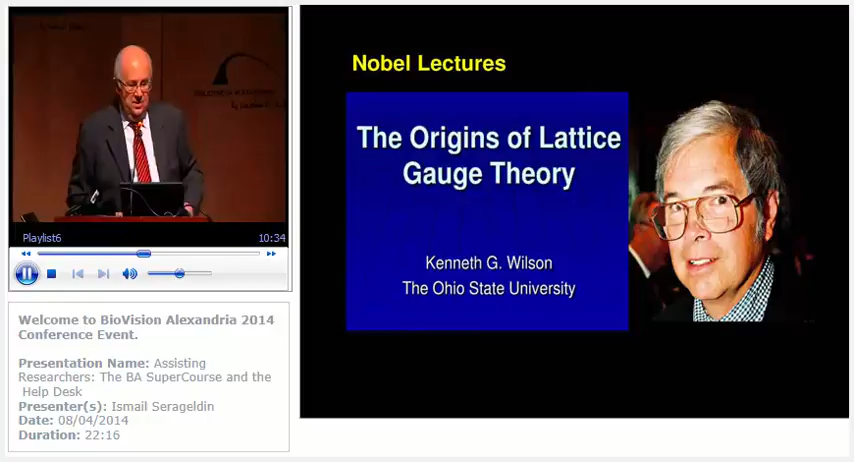 Playlist6
10:34
Welcome to BioVision Alexandria 2014
Conference Event.
Presentation Name: Assisting
Researchers: The BA SuperCourse and the
Help Desk
Presenter(s): Ismail Serageldin
Date: 08/04/2014
Duration: 22:16
Nobel Lectures
The Origins of Lattice
Gauge Theory
Kenneth G. Wilson
The Ohio State University